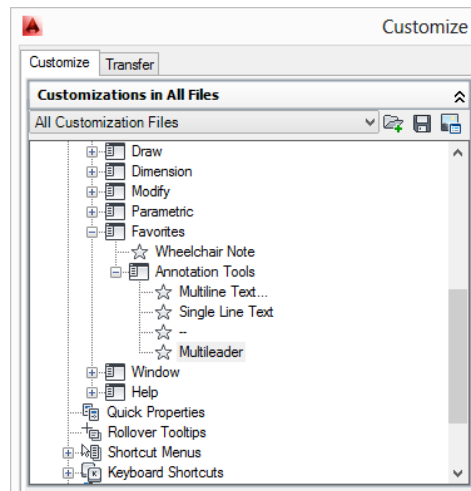 Customize
Customize Transfer
Customizations in All Files
All Customization Files
Draw
Dimension
Modify
Parametric
Favorites
Wheelchair Note
Annotation Tools
Multiline Text...
Single Line Text
--
Multileader
Window
Help
Quick Properties
Rollover Tooltips
Shortcut Menus
Keyboard Shortcuts